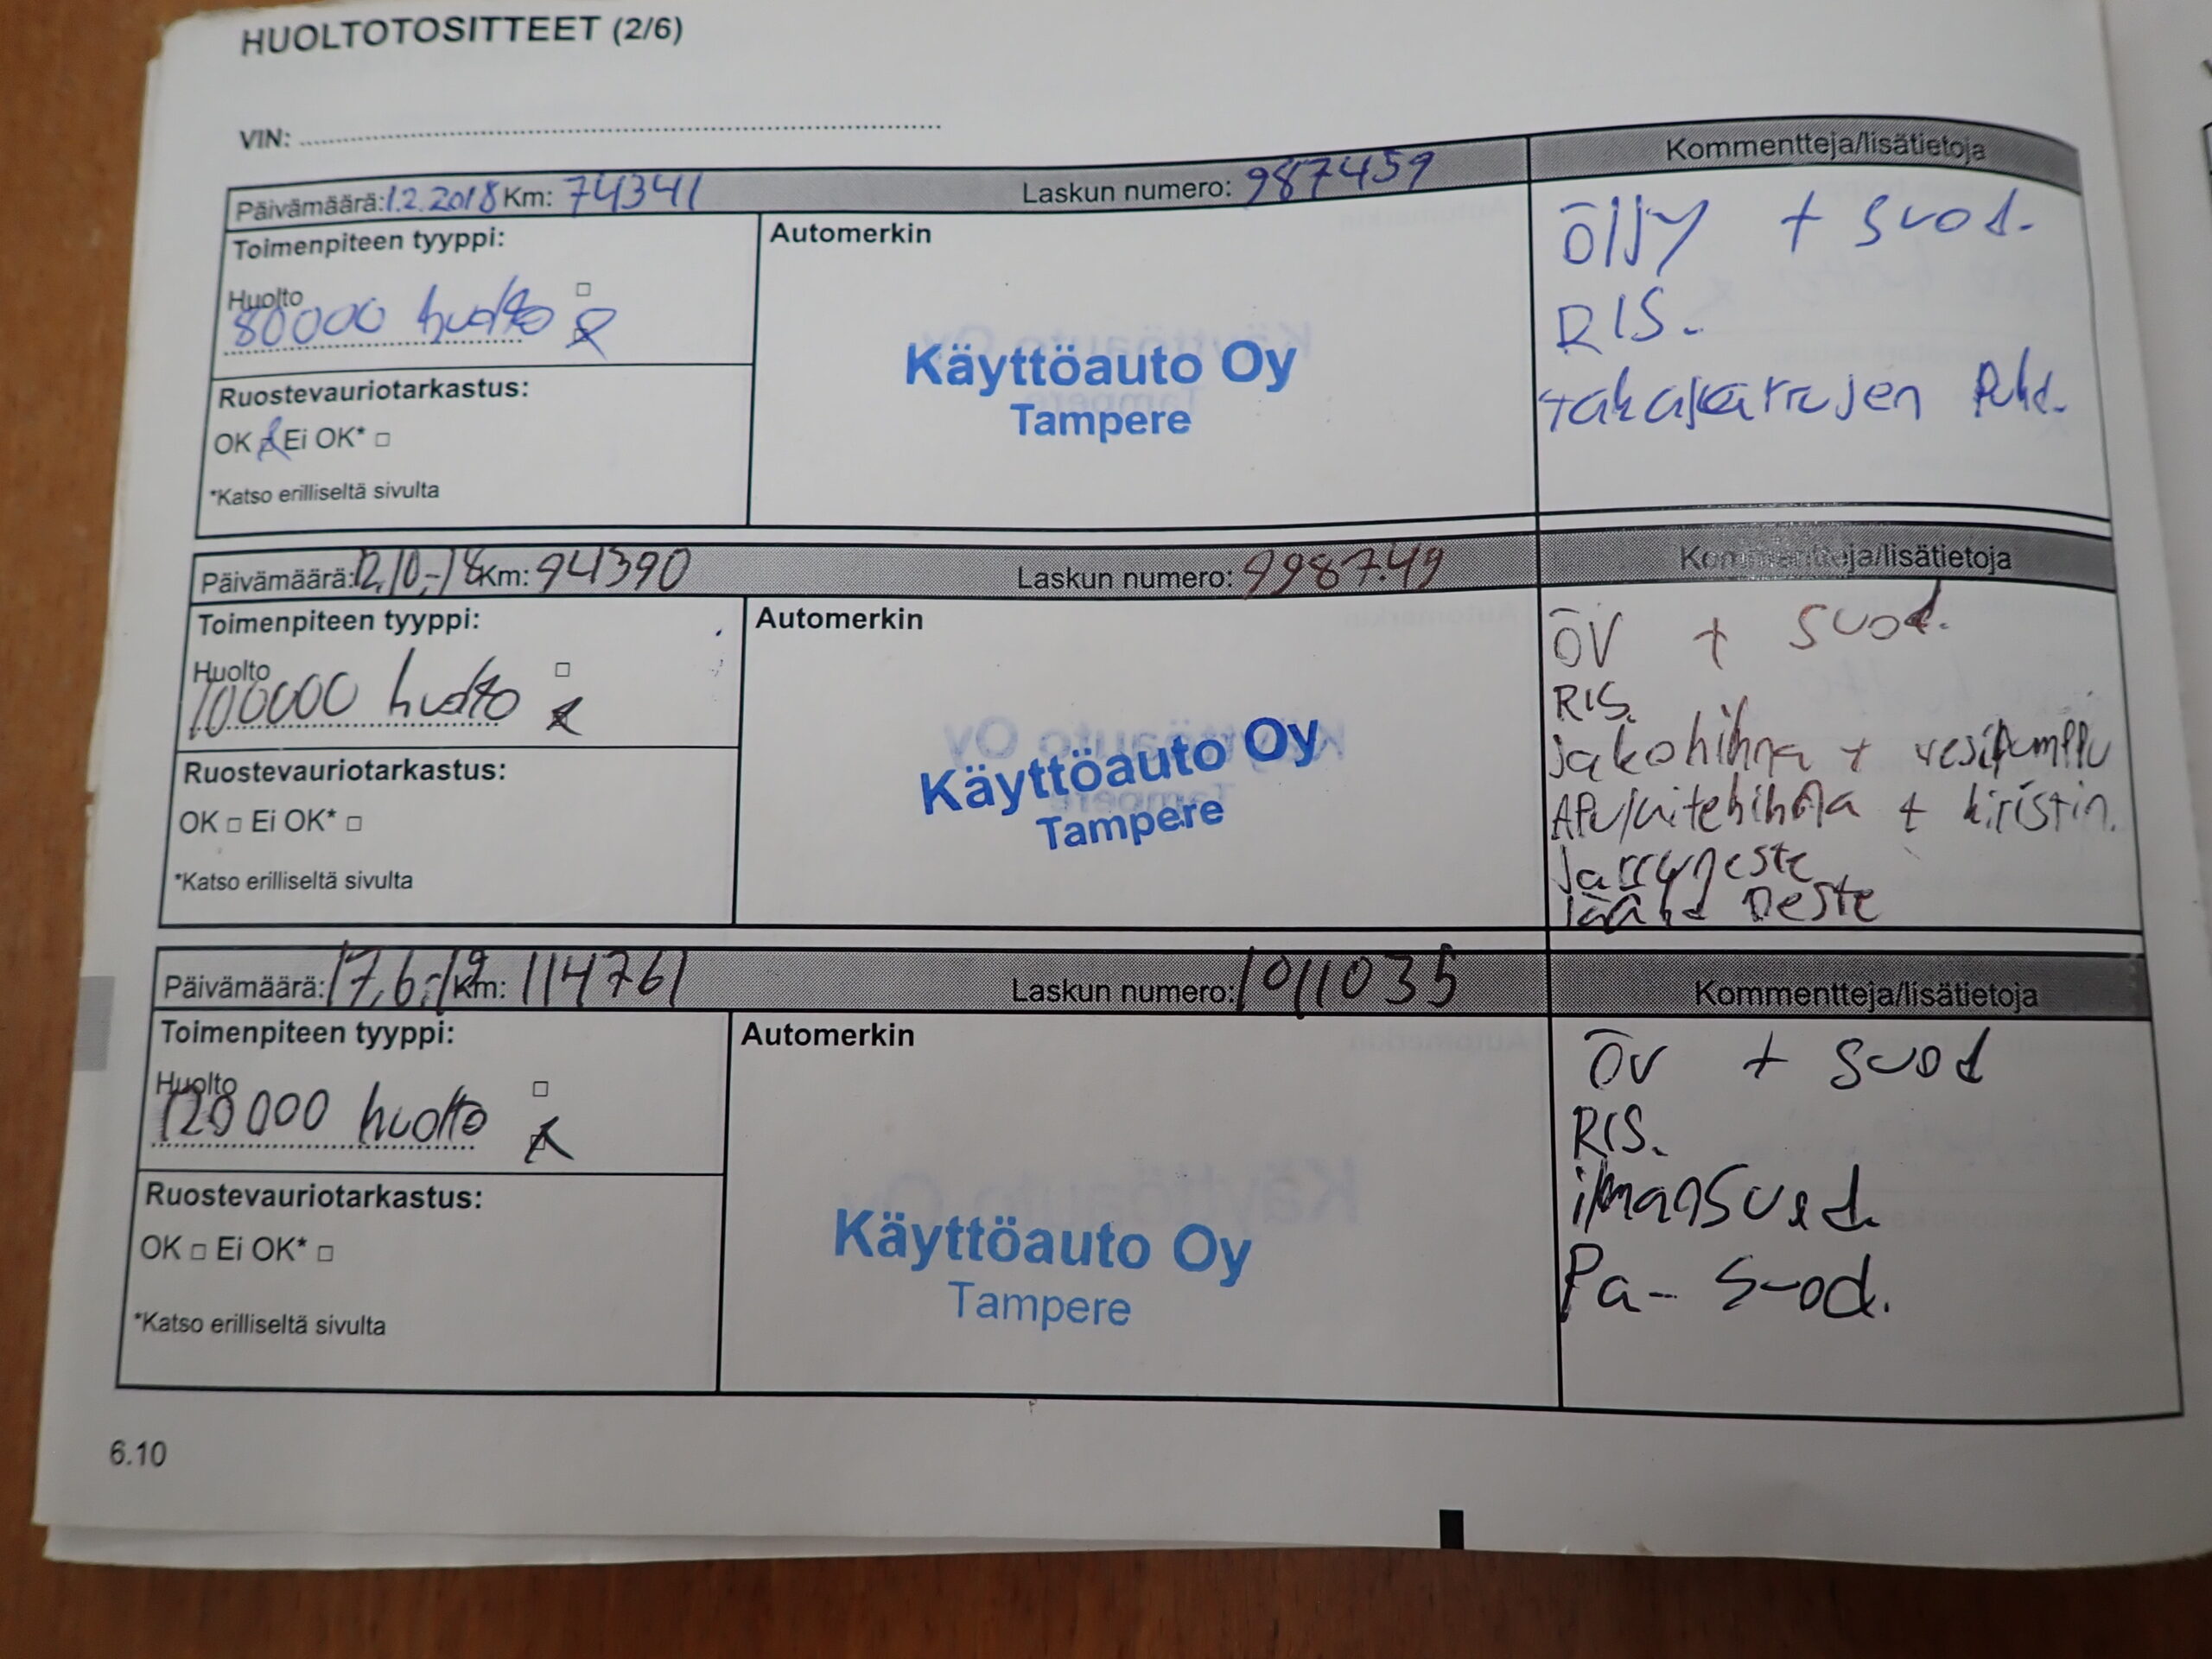 HUOLTOTOSITTEET (2/6)
VIN:
Päivämäärä: 1.2.2018 Km: 74341 Laskun numero: 987459 Kommentteja/lisätietoja
Toimenpiteen tyyppi:
Huolto
80000 huolto
Ruostevauriotarkastus:
OK Ei OK*
*Katso erilliseltä sivulta
Automerkin
Käyttöauto Oy
Tampere
Öljy + suod.
RIS.
takajarrujen Puhd.
Päivämäärä: 12,10,-18 Km: 94390 Laskun numero: 998749 Kommentteja/lisätietoja
Toimenpiteen tyyppi:
Huolto
100000 huolto
Ruostevauriotarkastus:
OK Ei OK*
*Katso erilliseltä sivulta
Automerkin
Käyttöauto Oy
Tampere
ÖV + suod.
RIS.
Jakohihna + vesipumppu
Apulaitehihna + kiristin.
Jarruneste
Jäähd neste
Päivämäärä: 17,6,-19 Km: 114761 Laskun numero: 1011035 Kommentteja/lisätietoja
Toimenpiteen tyyppi:
Huolto
120000 huolto
Ruostevauriotarkastus:
OK Ei OK*
*Katso erilliseltä sivulta
Automerkin
Käyttöauto Oy
Tampere
ÖV + suod
RIS.
ilmansuod.
Pa- suod.
6.10